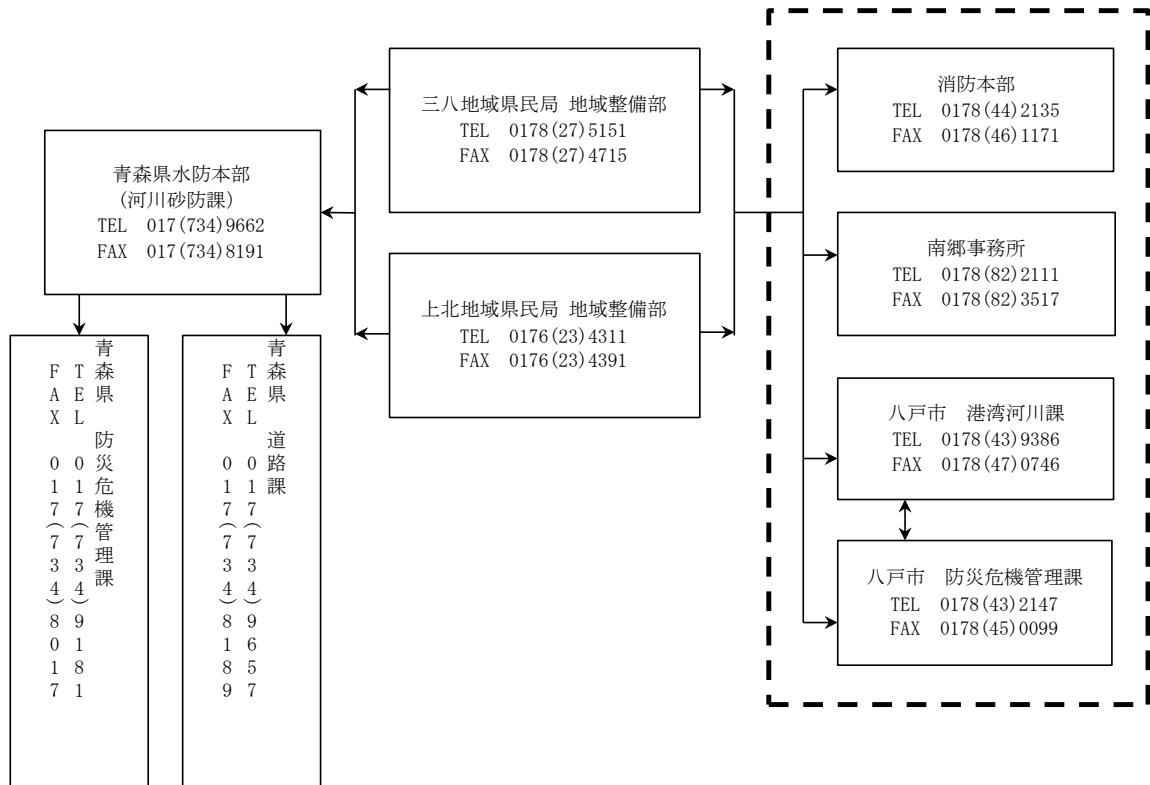 青森県水防本部
(河川砂防課)
TEL 017(734)9662
FAX 017(734)8191
青森県 防災危機管理課
TEL 017(734)9181
FAX 017(734)8017
青森県 道路課
TEL 017(734)9657
FAX 017(734)8189
三八地域県民局 地域整備部
TEL 0178(27)5151
FAX 0178(27)4715
上北地域県民局 地域整備部
TEL 0176(23)4311
FAX 0176(23)4391
消防本部
TEL 0178(44)2135
FAX 0178(46)1171
南郷事務所
TEL 0178(82)2111
FAX 0178(82)3517
八戸市 港湾河川課
TEL 0178(43)9386
FAX 0178(47)0746
八戸市 防災危機管理課
TEL 0178(43)2147
FAX 0178(45)0099